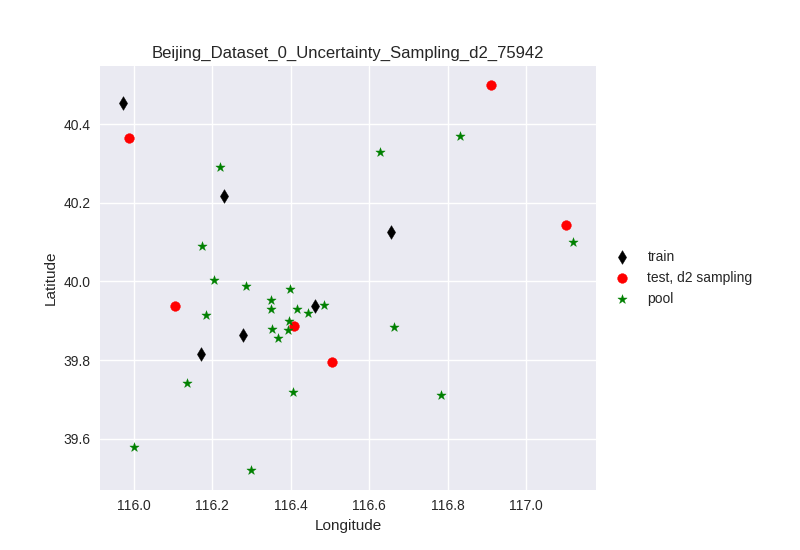 Beijing_Dataset_0_Uncertainty_Sampling_d2_75942
40.4
40.2
40.0
39.8
39.6
Latitude
116.0 116.2 116.4 116.6 116.8 117.0
Longitude
train
test, d2 sampling
pool